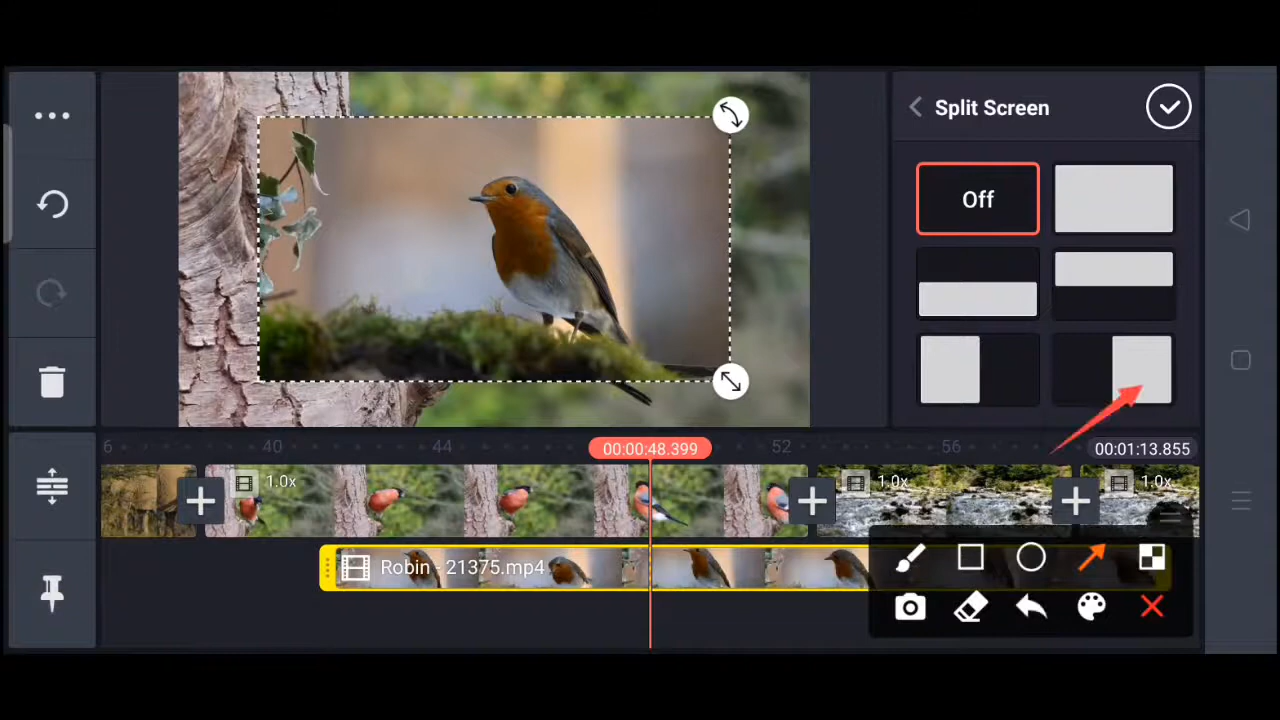 Split Screen
Off
6
40
44
00:00:48.399
52
56
00:01:13.855
1.0x
1.0x
1.0x
Robin - 21375.mp4